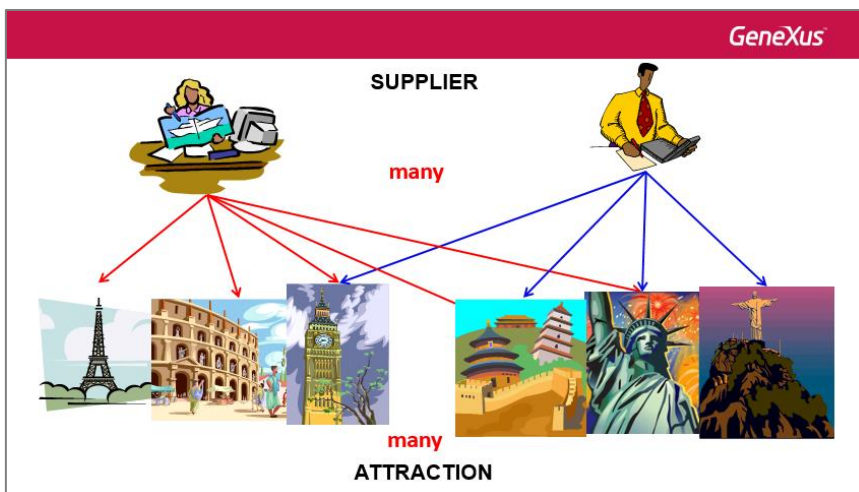 GeneXus
SUPPLIER
many
many
ATTRACTION